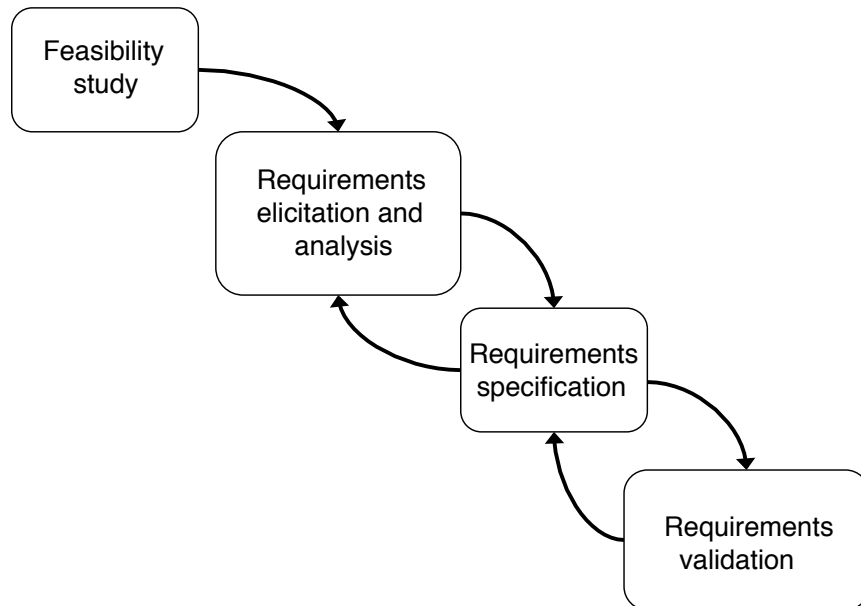 Feasibility
study
Requirements
elicitation and
analysis
Requirements
specification
Requirements
validation